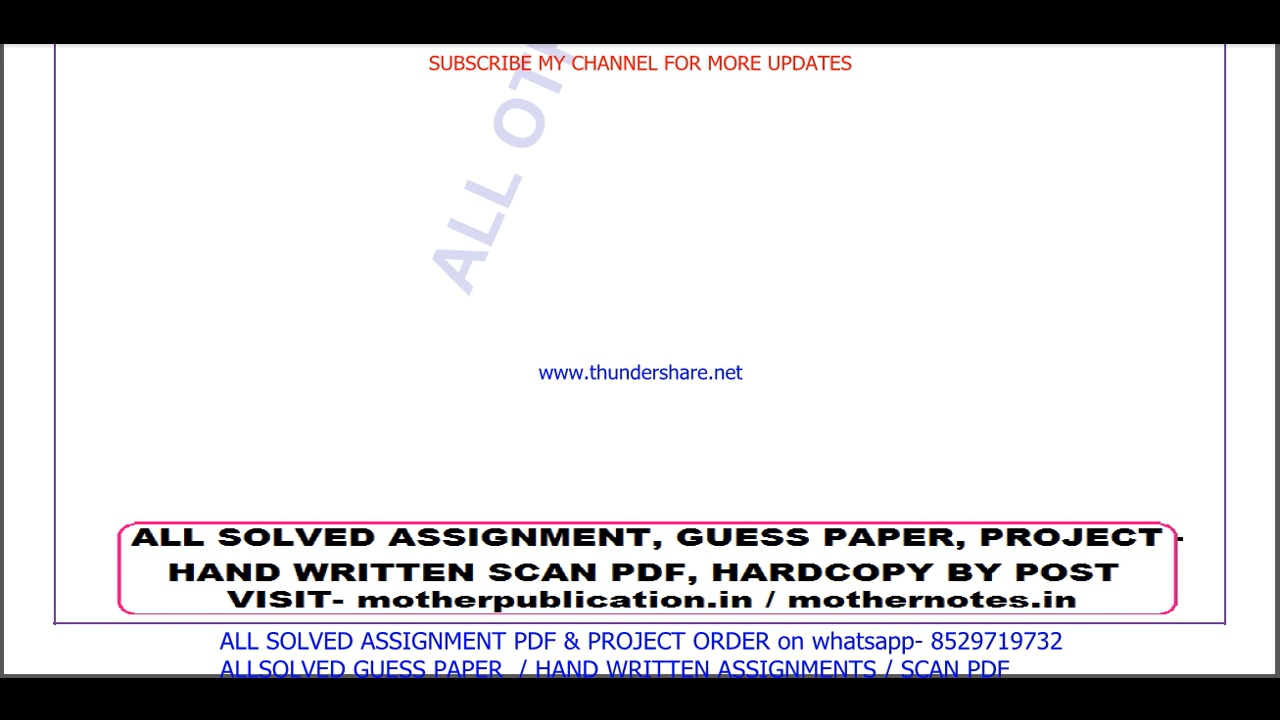 SUBSCRIBE MY CHANNEL FOR MORE UPDATES
ALL
www.thundershare.net
ALL SOLVED ASSIGNMENT, GUESS PAPER, PROJECT -
HAND WRITTEN SCAN PDF, HARDCOPY BY POST
VISIT- motherpublication.in / mothernotes.in
ALL SOLVED ASSIGNMENT PDF & PROJECT ORDER on whatsapp- 8529719732
ALLSOLVED GUESS PAPER / HAND WRITTEN ASSIGNMENTS / SCAN PDF